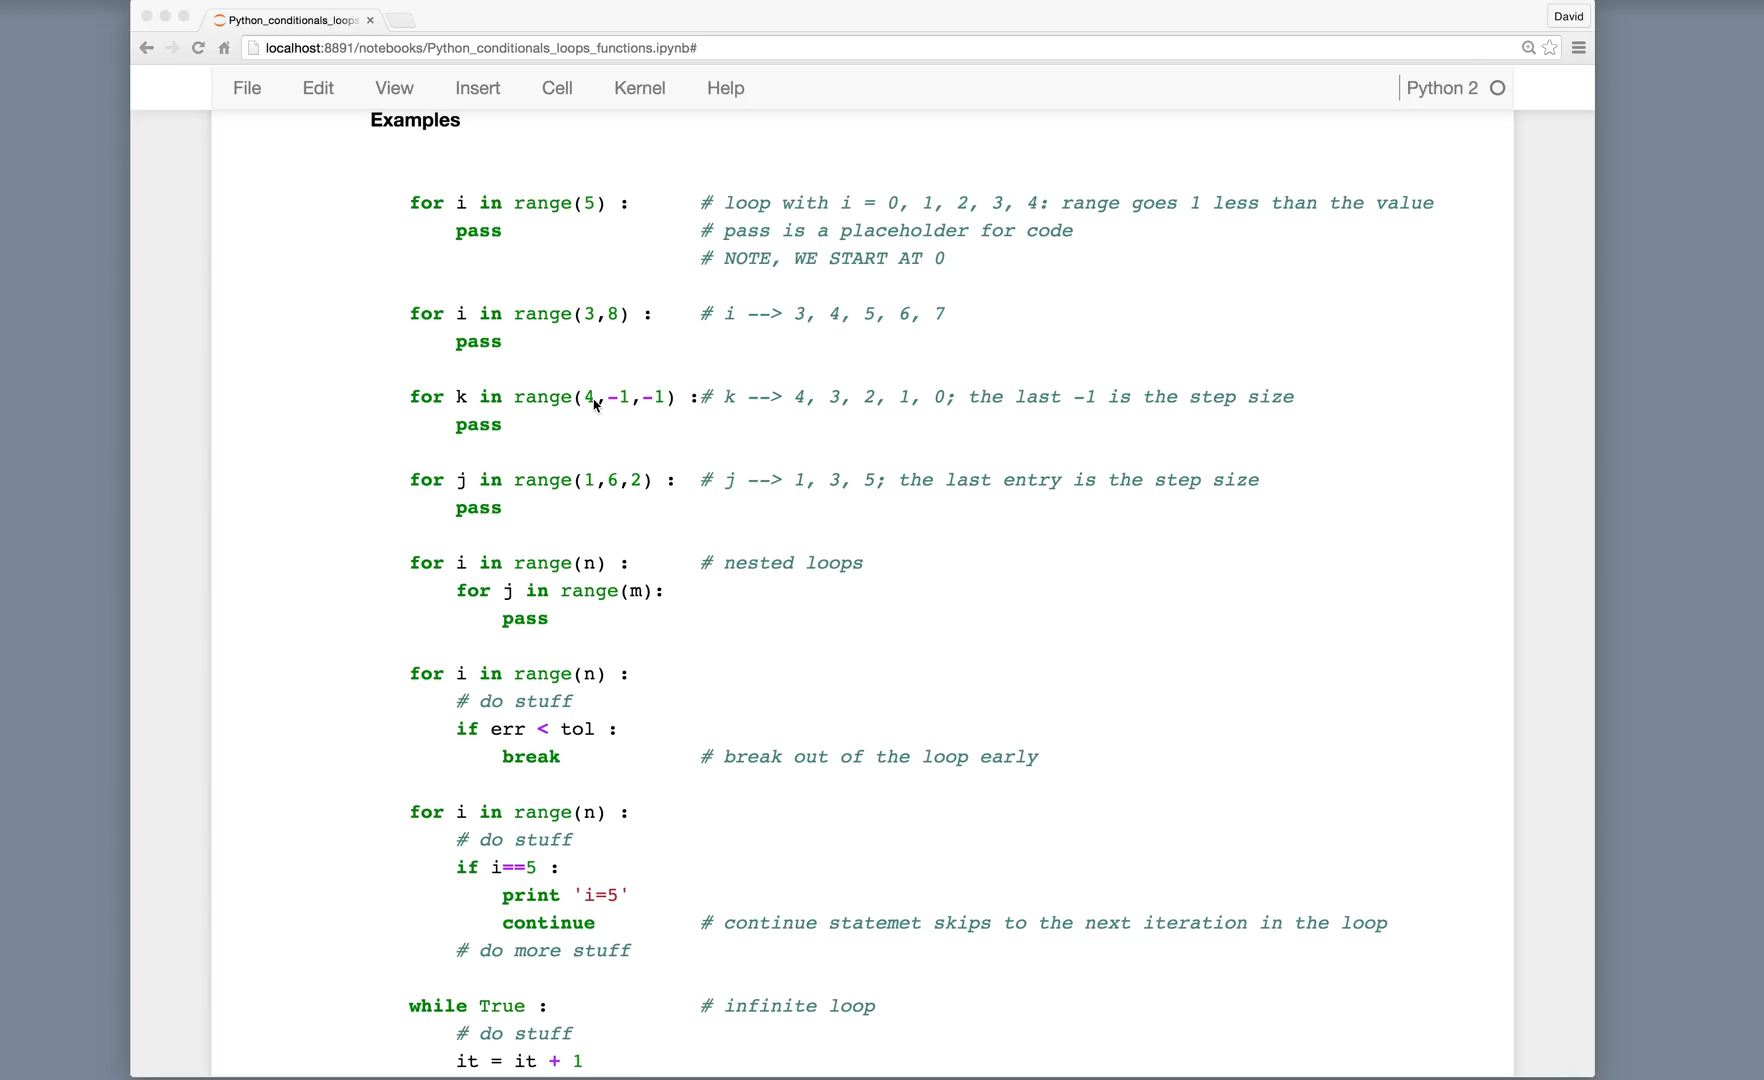 Python_conditionals_loops
David
localhost:8891/notebooks/Python_conditionals_loops_functions.ipynb#
File Edit View Insert Cell Kernel Help Python 2
Examples
for i in range(5) : # loop with i = 0, 1, 2, 3, 4: range goes 1 less than the value
pass # pass is a placeholder for code
# NOTE, WE START AT 0
for i in range(3,8) : # i --> 3, 4, 5, 6, 7
pass
for k in range(4,-1,-1) :# k --> 4, 3, 2, 1, 0; the last -1 is the step size
pass
for j in range(1,6,2) : # j --> 1, 3, 5; the last entry is the step size
pass
for i in range(n) : # nested loops
for j in range(m):
pass
for i in range(n) :
# do stuff
if err < tol :
break # break out of the loop early
for i in range(n) :
# do stuff
if i==5 :
print 'i=5'
continue # continue statemet skips to the next iteration in the loop
# do more stuff
while True : # infinite loop
# do stuff
it = it + 1